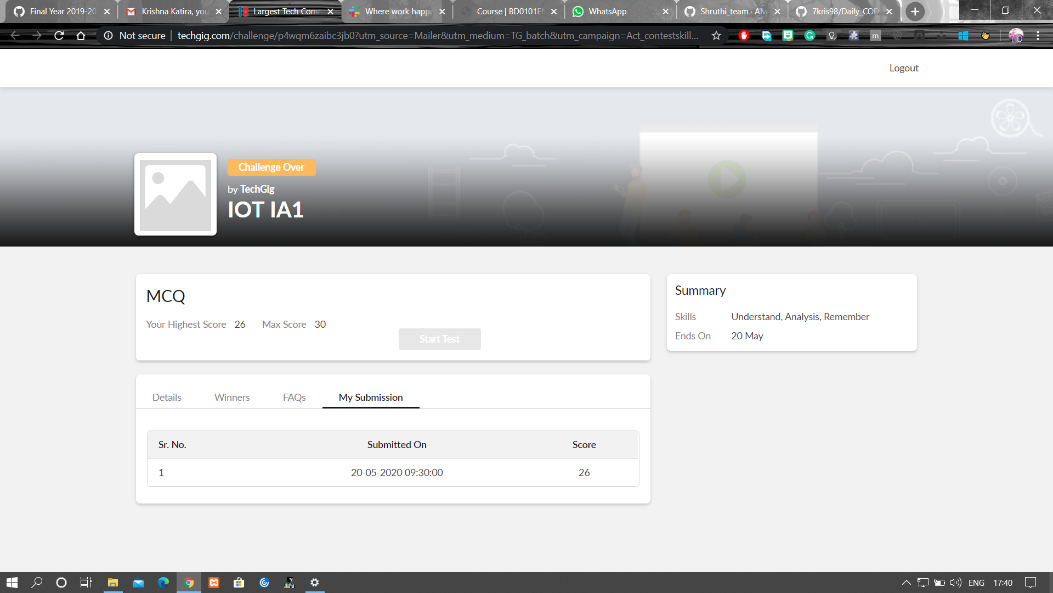 Final Year 2019-20
Krishna Katira, you
Largest Tech Com
Where work happ
Course | BD0101E
WhatsApp
Shruthi_team
7kris98/Daily_COD
Not secure | techgig.com/challenge/p4wqm6zaibc3jb0?utm_source=Mailer&utm_medium=TG_batch&utm_campaign=Act_contestskill...
Logout
Challenge Over
by TechGig
IOT IA1
MCQ
Your Highest Score 26 Max Score 30
Start Test
Summary
Skills Understand, Analysis, Remember
Ends On 20 May
Details Winners FAQs My Submission
Sr. No. Submitted On Score
1 20-05-2020 09:30:00 26
ENG 17:40